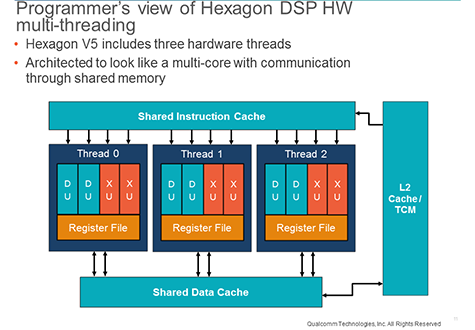 Programmer's view of Hexagon DSP HW
multi-threading
• Hexagon V5 includes three hardware threads
• Architected to look like a multi-core with communication
through shared memory
Shared Instruction Cache
Thread 0
Thread 1
Thread 2
D U
D U
X U
X U
D U
D U
X U
X U
D U
D U
X U
X U
Register File
Register File
Register File
L2
Cache/
TCM
Shared Data Cache
Qualcomm Technologies, Inc. All Rights Reserved